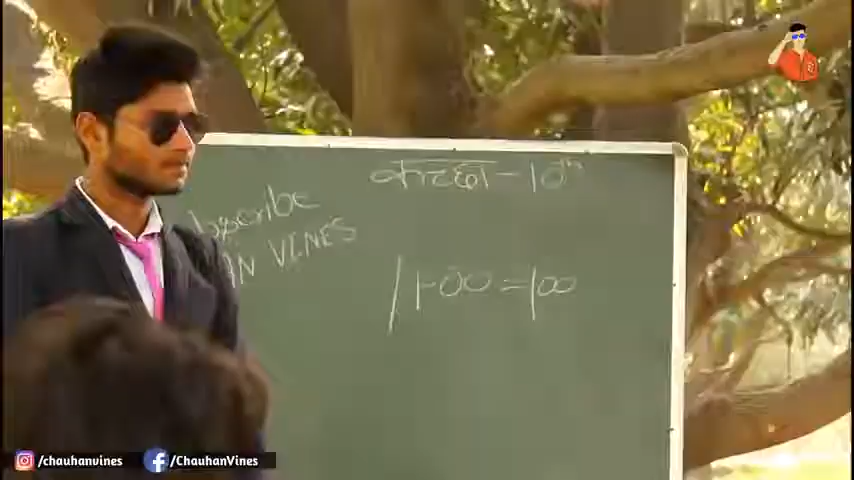 कक्षा - 10th
bscribe
AN VINES
1-00 = 100
/chauhanvines
/ChauhanVines